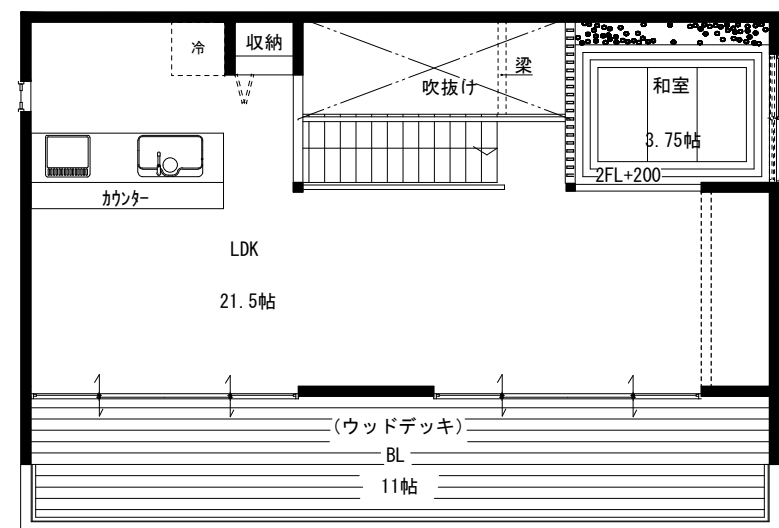 冷
収納
吹抜け
梁
和室
3.75帖
2FL+200
カウンター
LDK
21.5帖
(ウッドデッキ)
BL
11帖